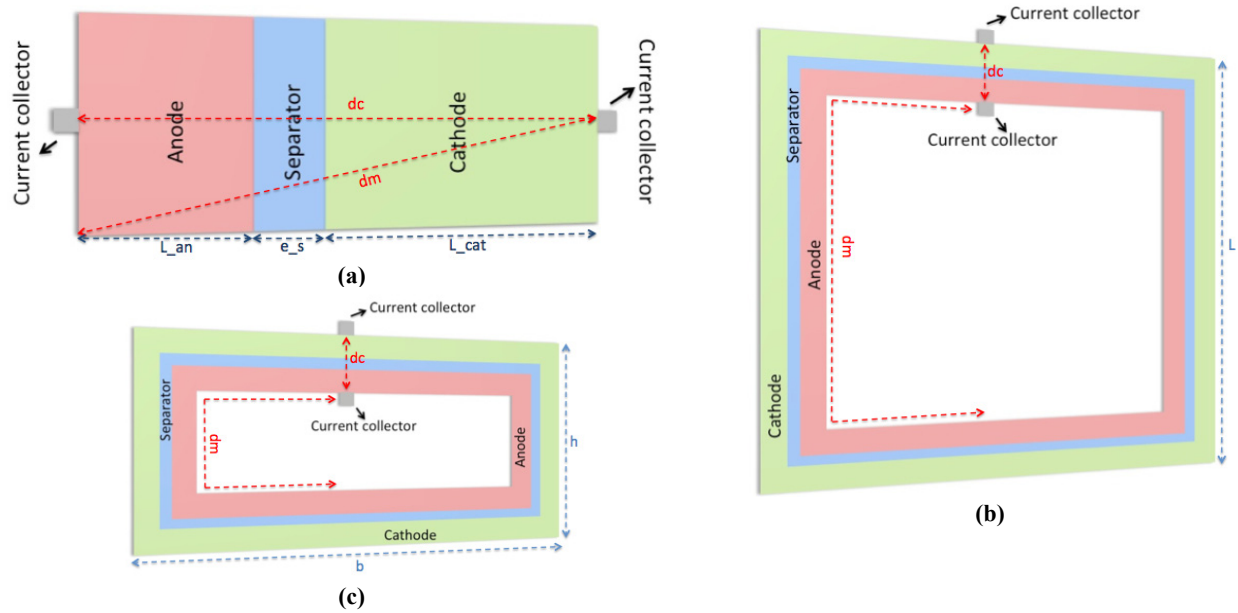 Current collector
Anode
Separator
Cathode
Current collector
dc
dm
L_an
e_s
L_cat
(a)
Current collector
dc
Current collector
Separator
Anode
dm
Cathode
L
(b)
Current collector
dc
Current collector
Separator
dm
Anode
h
Cathode
b
(c)